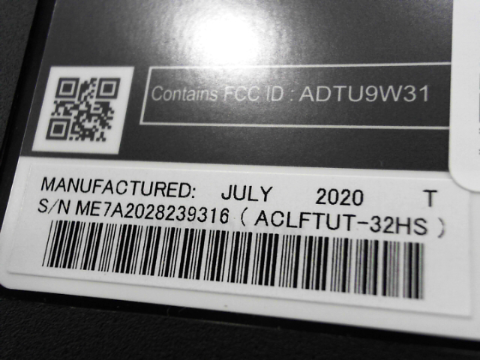 Contains FCC ID : ADTU9W31
MANUFACTURED: JULY 2020 T
S/N ME7A2028239316 ( ACLFTUT-32HS )